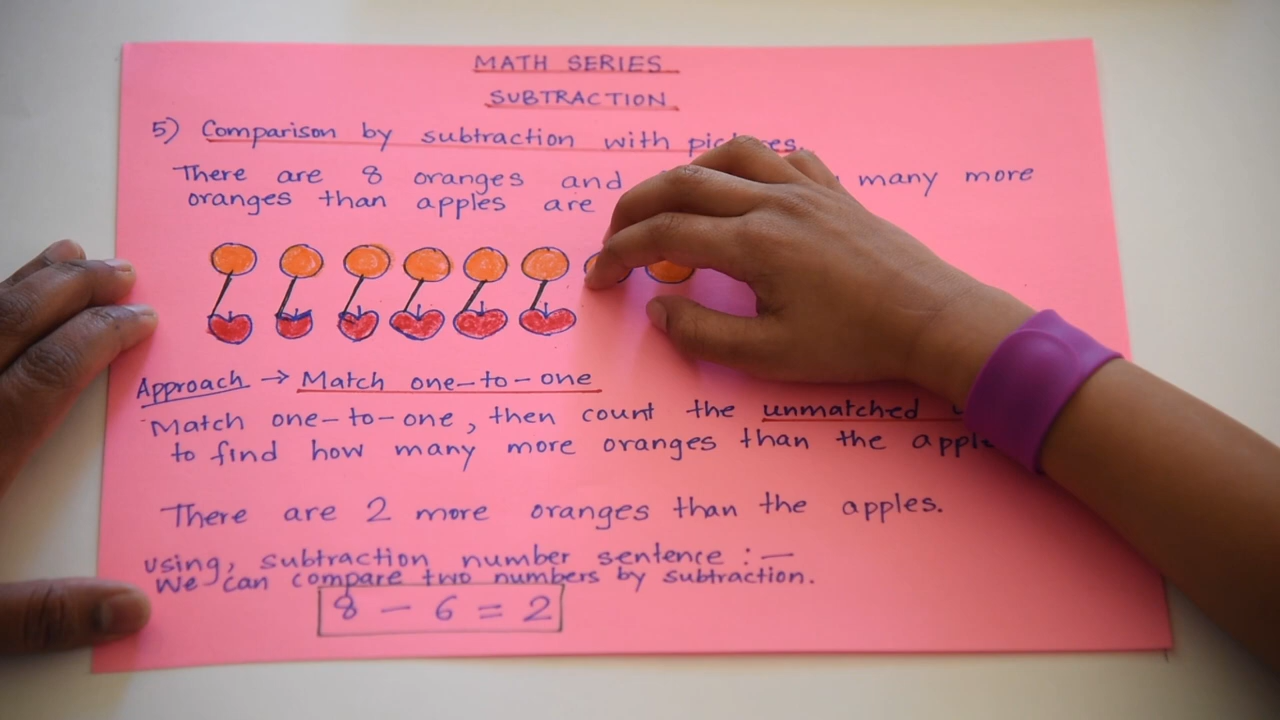 MATH SERIES
SUBTRACTION
5) Comparison by subtraction with pictures.
There are 8 oranges and many more
oranges than apples are
Approach → Match one-to-one
Match one-to-one, then count the unmatched
to find how many more oranges than the
There are 2 more oranges than the apples.
using, subtraction number sentence :—
We can compare two numbers by subtraction.
8 - 6 = 2